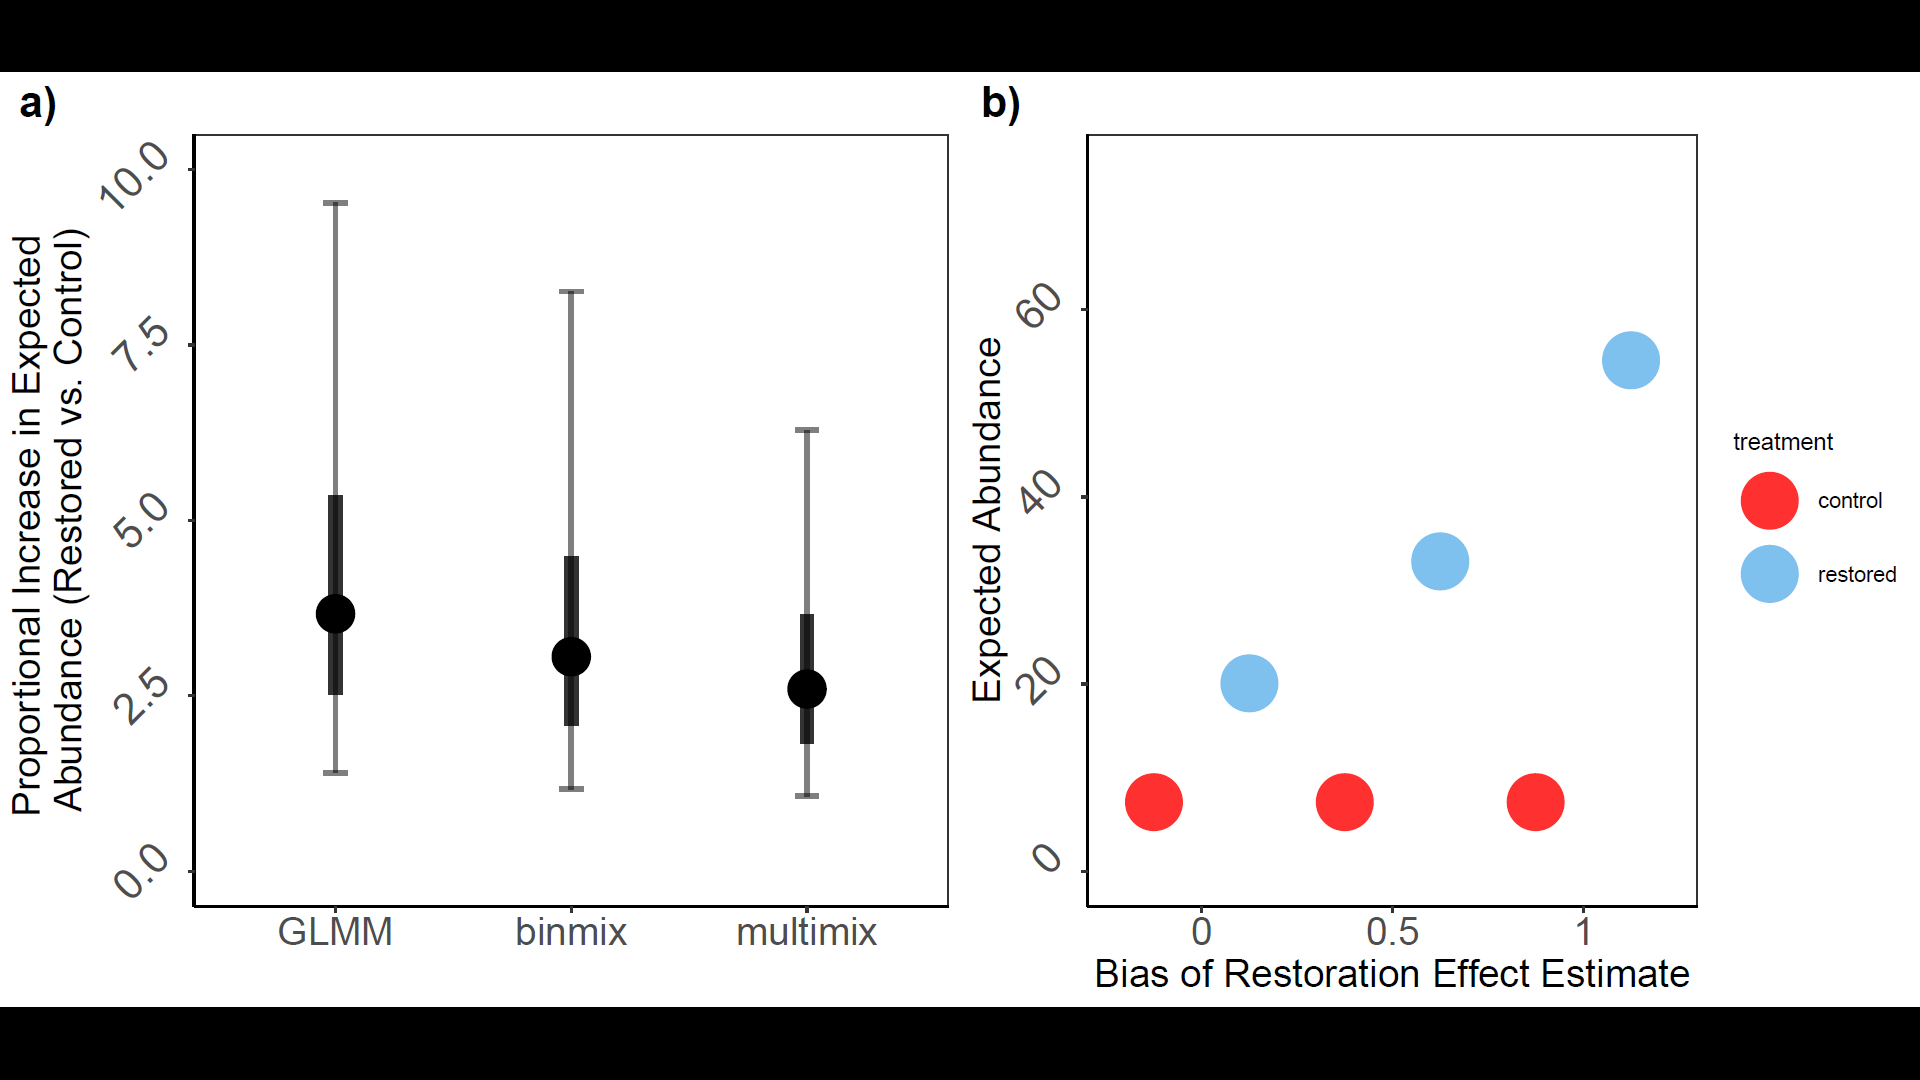 a)
Proportional Increase in Expected
Abundance (Restored vs. Control)
10.0
7.5
5.0
2.5
0.0
GLMM
binmix
multimix
b)
Expected Abundance
60
40
20
0
0
0.5
1
Bias of Restoration Effect Estimate
treatment
control
restored